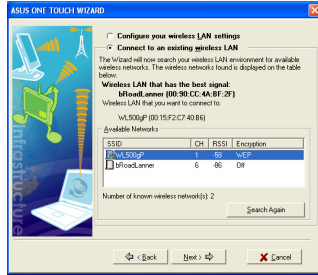 ASUS ONE TOUCH WIZARD
Configure your wireless LAN settings
Connect to an existing wireless LAN
The Wizard will now search your wireless LAN environment for available
wireless networks. The wireless networks found is displayed on the table
below.
Wireless LAN that has the best signal:
bRoadLanner (00:90:CC:4A:BF:2F)
Wireless LAN that you want to connect to:
WL500gP (00:15:F2:C7:40:B6)
Available Networks
SSID CH RSSI Encryption
WL500gP 1 -58 WEP
bRoadLanner 6 -86 Off
Number of known wireless network(s): 2
Search Again
< Back Next > Cancel
Infrastructure